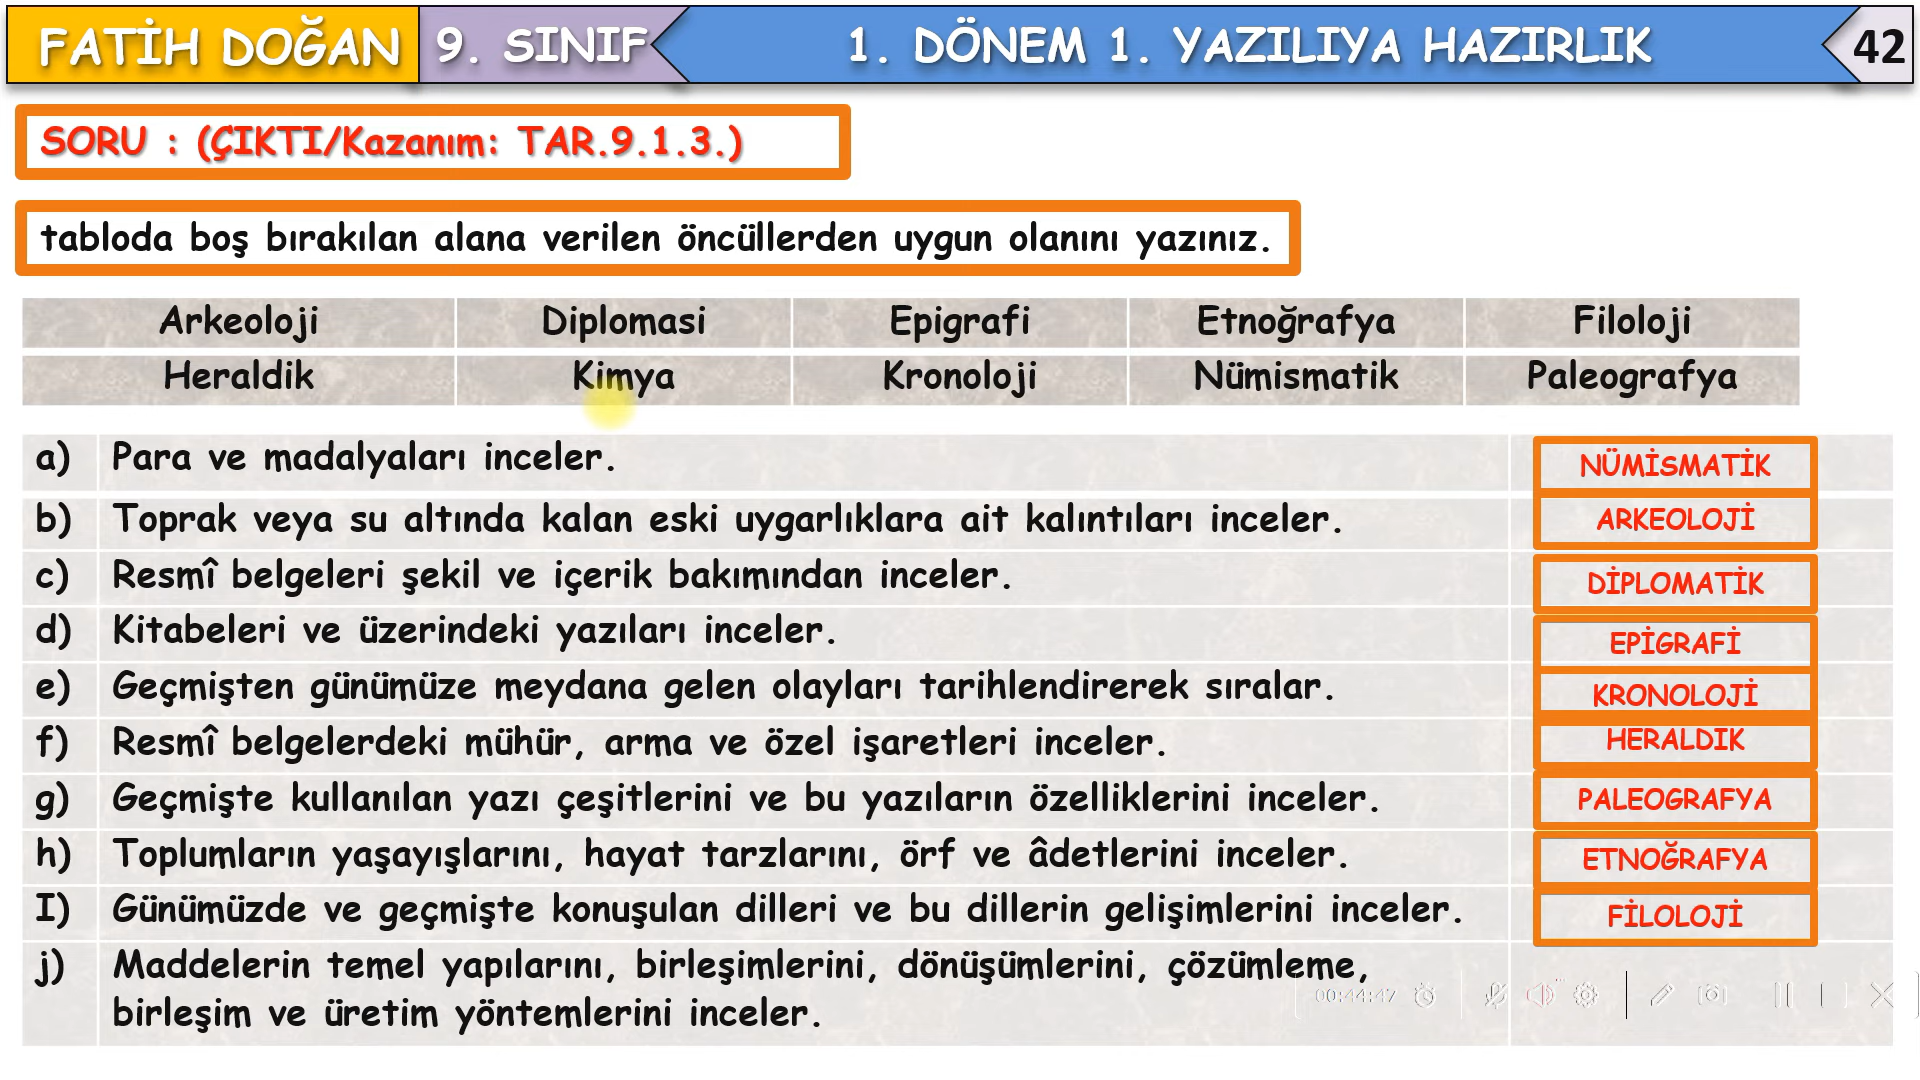 FATİH DOĞAN 9. SINIF 1. DÖNEM 1. YAZILIYA HAZIRLIK 42
SORU : (ÇIKTI/Kazanım: TAR.9.1.3.)
tabloda boş bırakılan alana verilen öncüllerden uygun olanını yazınız.
Arkeoloji Diplomasi Epigrafi Etnoğrafya Filoloji
Heraldik Kimya Kronoloji Nümismatik Paleografya
a) Para ve madalyaları inceler. NÜMİSMATİK
b) Toprak veya su altında kalan eski uygarlıklara ait kalıntıları inceler. ARKEOLOJİ
c) Resmî belgeleri şekil ve içerik bakımından inceler. DİPLOMATİK
d) Kitabeleri ve üzerindeki yazıları inceler. EPİGRAFİ
e) Geçmişten günümüze meydana gelen olayları tarihlendirerek sıralar. KRONOLOJİ
f) Resmî belgelerdeki mühür, arma ve özel işaretleri inceler. HERALDIK
g) Geçmişte kullanılan yazı çeşitlerini ve bu yazıların özelliklerini inceler. PALEOGRAFYA
h) Toplumların yaşayışlarını, hayat tarzlarını, örf ve âdetlerini inceler. ETNOĞRAFYA
I) Günümüzde ve geçmişte konuşulan dilleri ve bu dillerin gelişimlerini inceler. FİLOLOJİ
j) Maddelerin temel yapılarını, birleşimlerini, dönüşümlerini, çözümleme,
birleşim ve üretim yöntemlerini inceler.
00:44:47